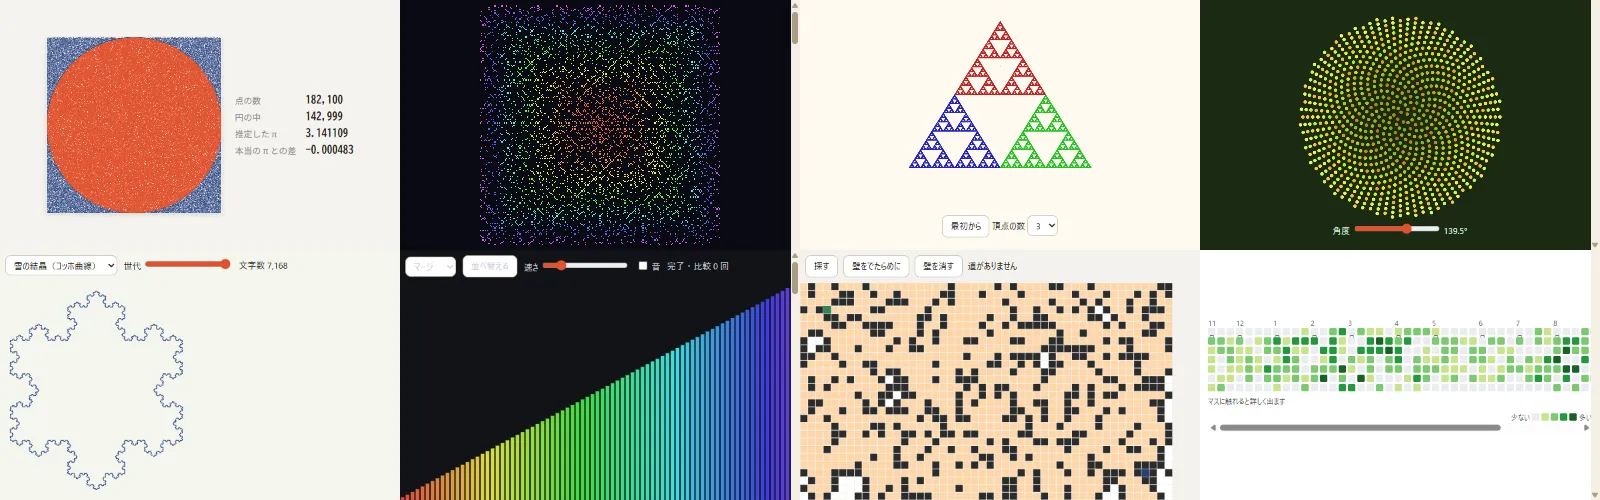 点の数 182,100
円の中 142,999
推定したπ 3.141109
本当のπとの差 -0.000483
最初から 頂点の数 3
角度 139.5°
雪の結晶（コッホ曲線） 世代 文字数 7,168
マージ 並べ替える 速さ 音 完了・比較0回
探す 壁をでたらめに 壁を消す 道がありません
11 12 1 2 3 4 5 6 7 8
マスに触れると詳しく出ます
少ない 多い